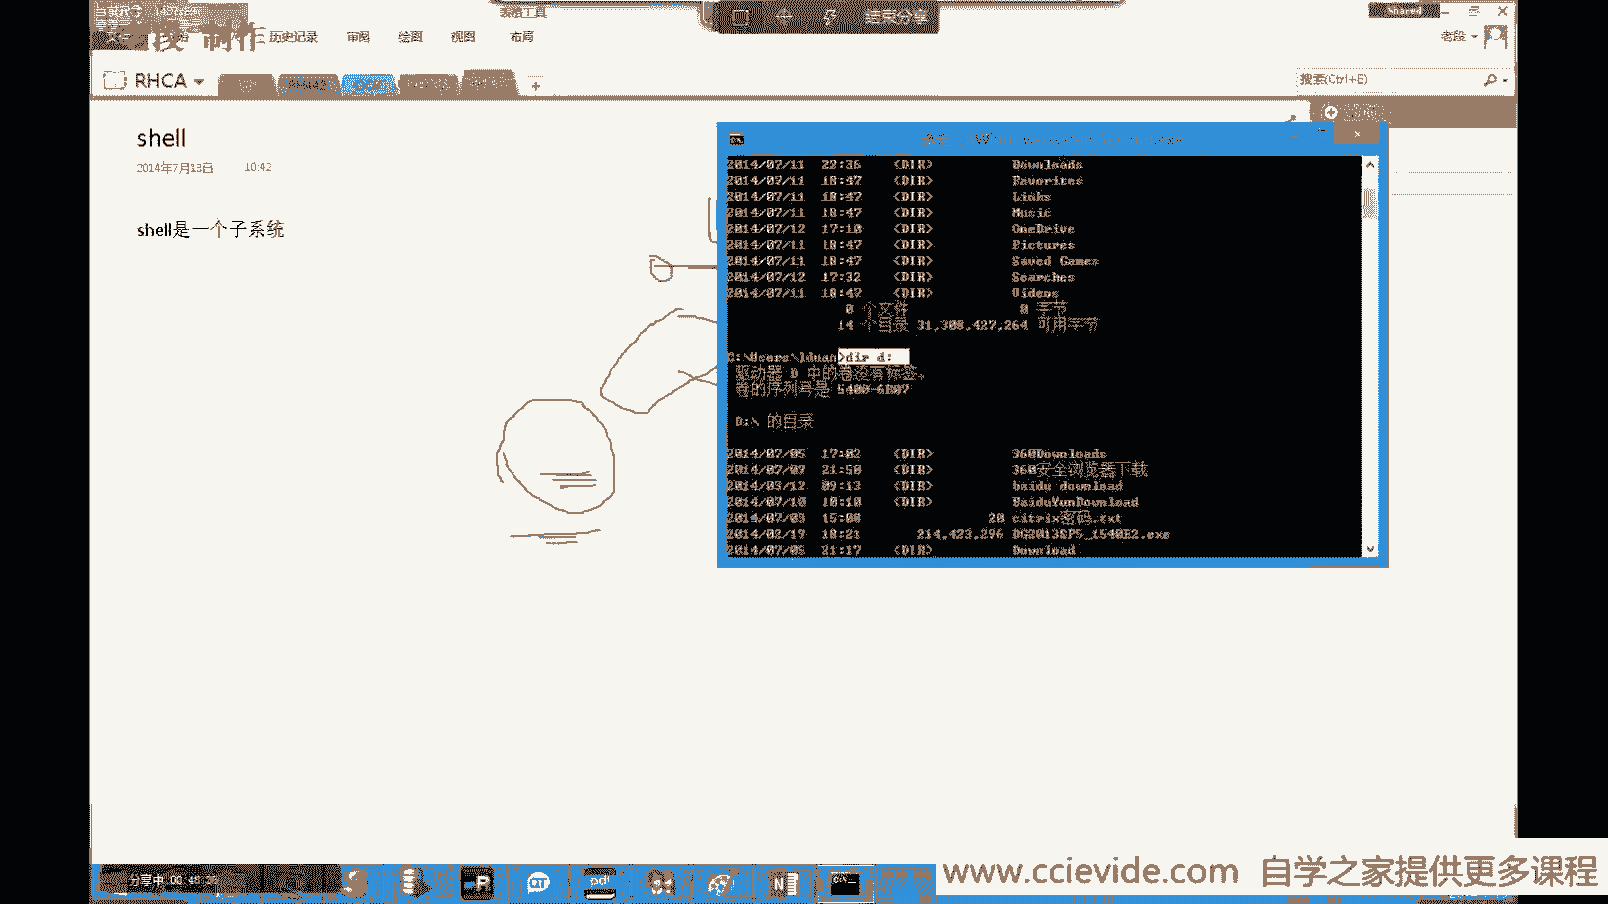 表格工具
结束分享
Shared
制作
历史记录
审阅
绘图
视图
布局
老段
RHCA
搜索(Ctrl+E)
shell
2014年7月13日 10:42
shell是一个子系统
2014/07/11 22:36 <DIR> Downloads
2014/07/11 18:47 <DIR> Favorites
2014/07/11 18:47 <DIR> Links
2014/07/11 18:47 <DIR> Music
2014/07/12 17:10 <DIR> OneDrive
2014/07/11 18:47 <DIR> Pictures
2014/07/11 18:47 <DIR> Saved Games
2014/07/12 17:32 <DIR> Searches
2014/07/11 18:47 <DIR> Videos
0 个文件 0 字节
14 个目录 31,308,427,264 可用字节
C:\Users\lduan>dir d:
驱动器 D 中的卷没有标签。
卷的序列号是
D:\ 的目录
2014/07/05 17:02 <DIR> 360Downloads
2014/07/07 21:50 <DIR> 360安全浏览器下载
2014/03/12 09:13 <DIR> baidu download
2014/07/10 10:10 <DIR> BaiduYunDownload
2014/07/03 15:08 20 citrix密码.txt
2014/02/19 18:21 214,423,296
2014/07/05 21:17 <DIR> Download
分享中
www.ccievide.com 自学之家提供更多课程